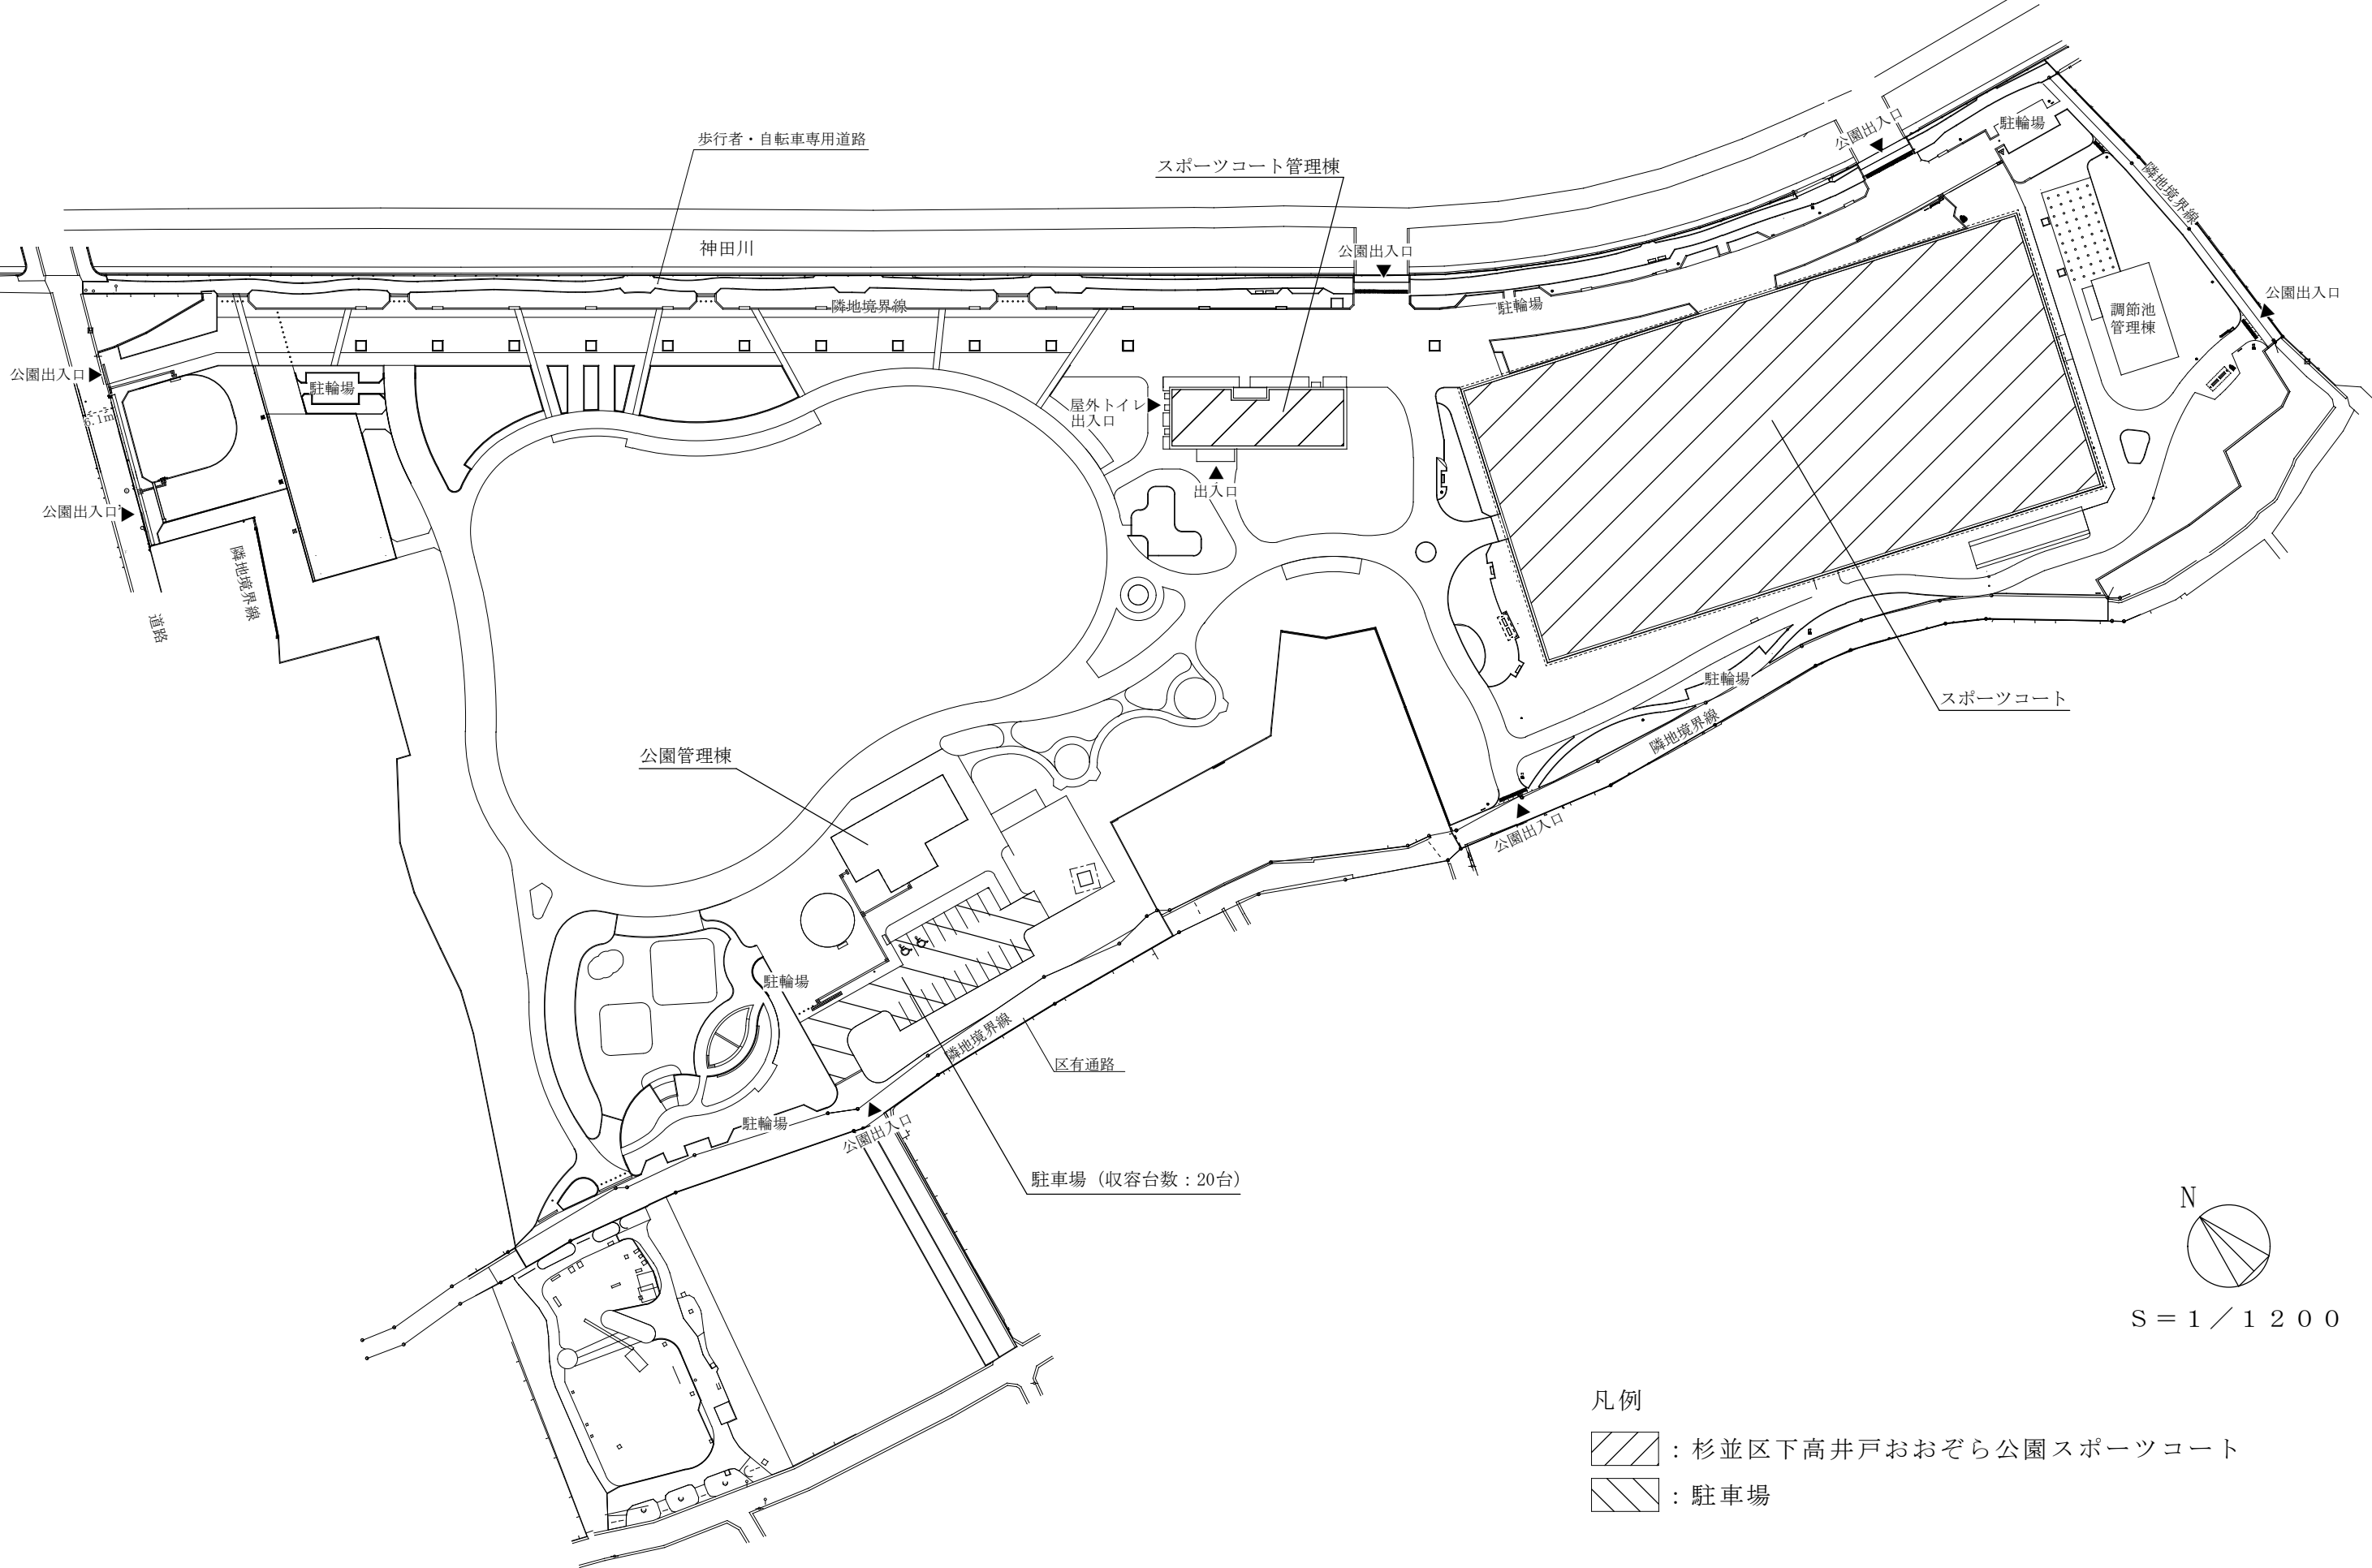 歩行者・自転車専用道路
スポーツコート管理棟
公園出入口
駐輪場
隣地境界線
神田川
公園出入口
隣地境界線
駐輪場
公園出入口
調節池
管理棟
公園出入口
駐輪場
屋外トイレ
出入口
6.1m
出入口
公園出入口
隣地境界線
道路
駐輪場
スポーツコート
隣地境界線
公園管理棟
公園出入口
駐輪場
隣地境界線
区有通路
駐輪場
公園出入口
駐車場（収容台数：20台）
N
S＝1／1200
凡例
：杉並区下高井戸おおぞら公園スポーツコート
：駐車場